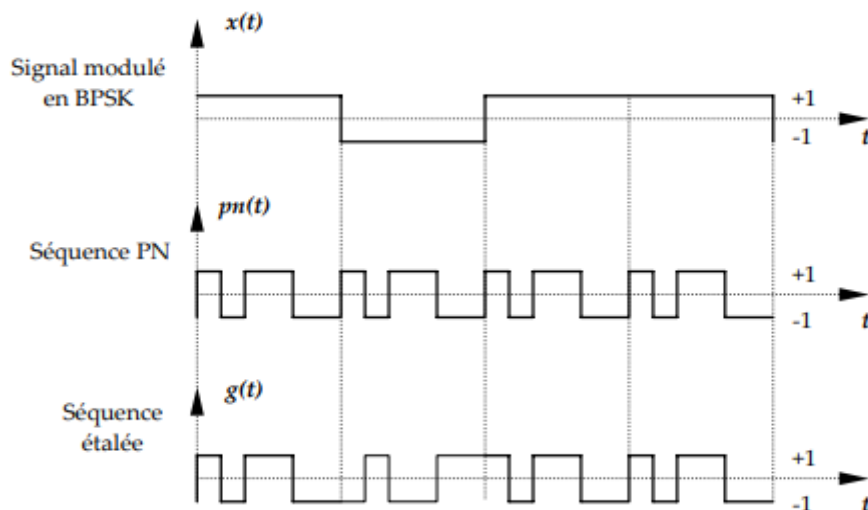 x(t)
Signal modulé
en BPSK
+1
-1
t
pn(t)
Séquence PN
+1
-1
t
g(t)
Séquence
étalée
+1
-1
t